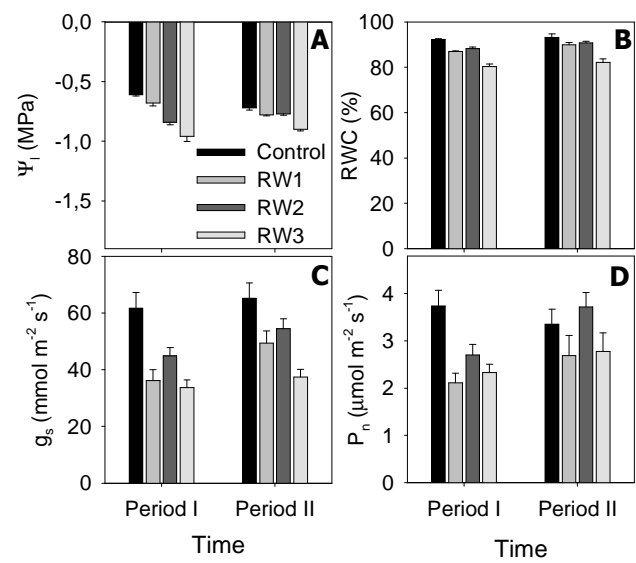 A
0,0
-0,5
-1,0
-1,5
Ψl (MPa)
Control
RW1
RW2
RW3
B
100
80
60
40
20
0
RWC (%)
C
80
60
40
20
0
gs (mmol m-2 s-1)
Period I
Period II
Time
D
5
4
3
2
1
0
Pn (μmol m-2 s-1)
Period I
Period II
Time